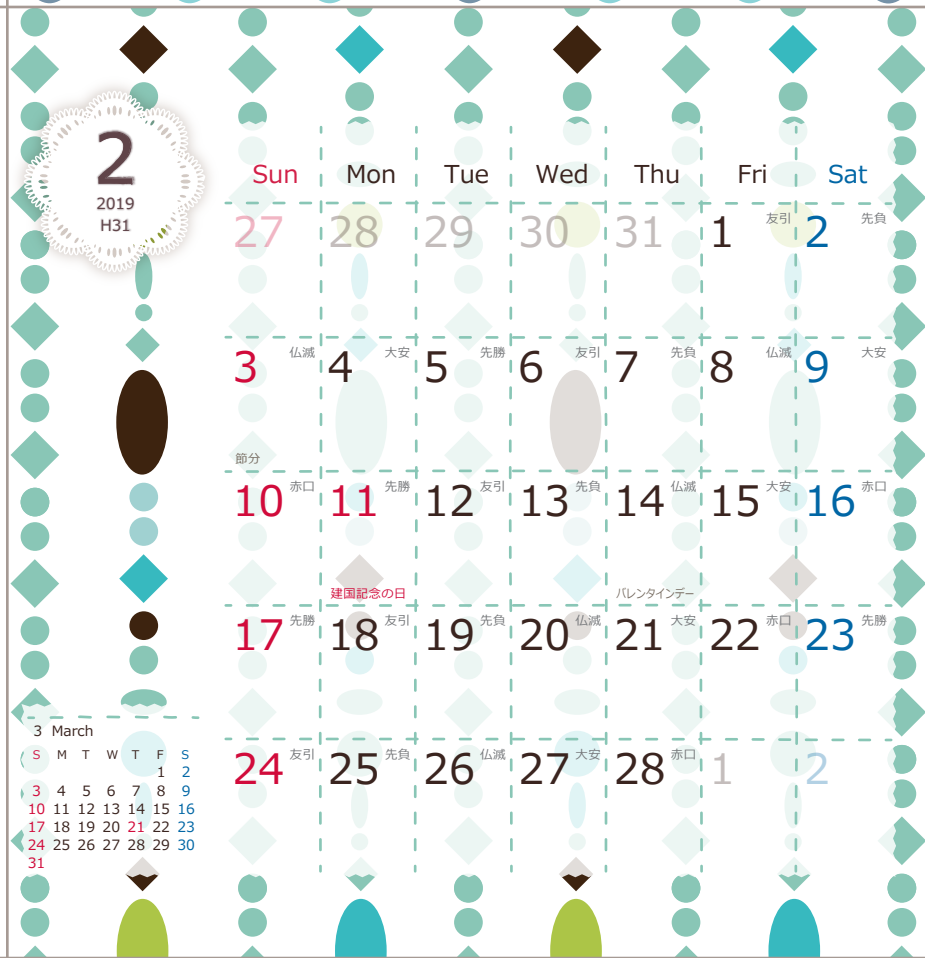 2
2019
H31
Sun Mon Tue Wed Thu Fri Sat
27 28 29 30 31 1 友引 2 先負
3 仏滅 4 大安 5 先勝 6 友引 7 先負 8 仏滅 9 大安
節分
10 赤口 11 先勝 12 友引 13 先負 14 仏滅 15 大安 16 赤口
建国記念の日 バレンタインデー
17 先勝 18 友引 19 先負 20 仏滅 21 大安 22 赤口 23 先勝
24 友引 25 先負 26 仏滅 27 大安 28 赤口 1 2
3 March
S M T W T F S
1 2
3 4 5 6 7 8 9
10 11 12 13 14 15 16
17 18 19 20 21 22 23
24 25 26 27 28 29 30
31